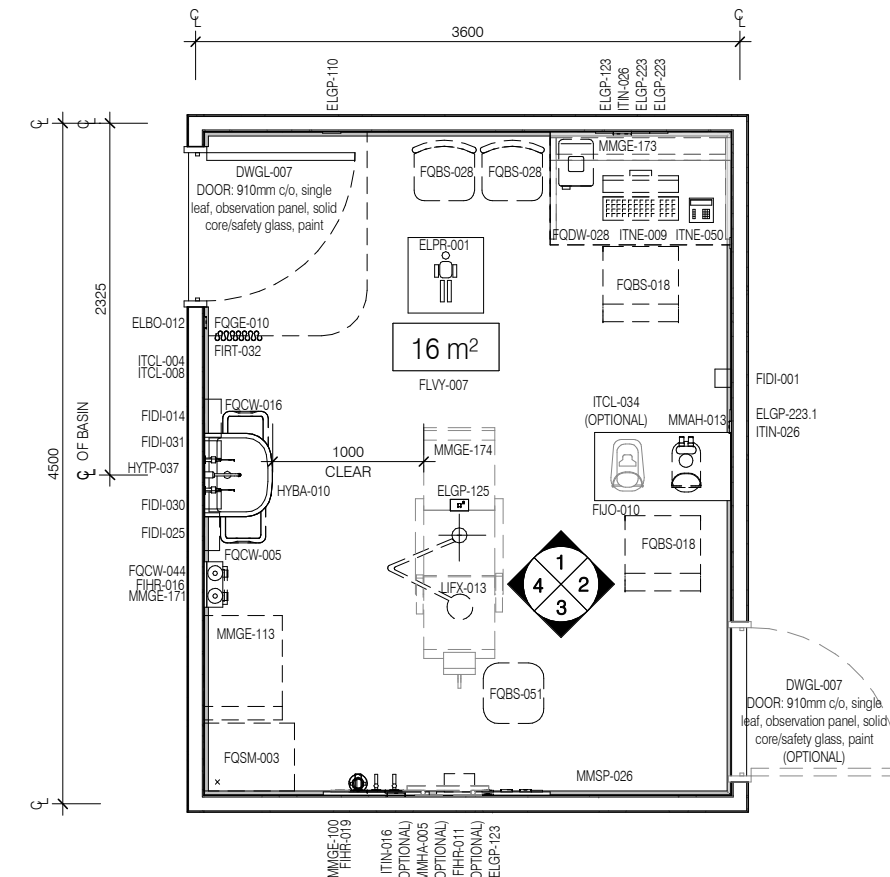 3600
ELGP-110
ELGP-123
ITIN-026
ELGP-223
ELGP-223
MMGE-173
DWGL-007
DOOR: 910mm c/o, single
leaf, observation panel, solid
core/safety glass, paint
FQBS-028
FQBS-028
FQDW-028
ITNE-009
ITNE-050
ELPR-001
FQBS-018
2325
ELBO-012
FQGE-010
FIRT-032
16 m²
FLVY-007
ITCL-004
ITCL-008
FIDI-001
FQCW-016
ITCL-034
(OPTIONAL)
MMAH-013
ELGP-223.1
ITIN-026
FIDI-014
FIDI-031
4500
℄ OF BASIN
1000
CLEAR
MMGE-174
HYTP-037
HYBA-010
ELGP-125
FIDI-030
FIJO-010
FIDI-025
FQCW-005
FQBS-018
1
4
2
3
FQCW-044
FIHR-016
MMGE-171
LIFX-013
MMGE-113
FQBS-051
DWGL-007
DOOR: 910mm c/o, single
leaf, observation panel, solid
core/safety glass, paint
(OPTIONAL)
FQSM-003
MMSP-026
MMGE-100
FIHR-019
ITIN-016
OPTIONAL)
MMHA-005
OPTIONAL)
FIHR-011
OPTIONAL)
ELGP-123